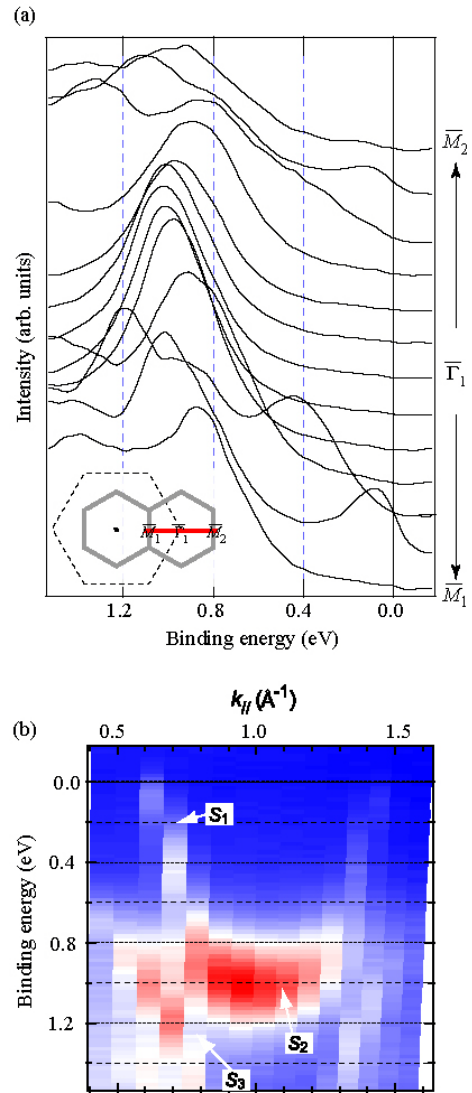 (a)
Intensity (arb. units)
M̅₂
Γ̅₁
M̅₁
M̅₁ Γ̅₁ M̅₂
1.2 0.8 0.4 0.0
Binding energy (eV)
(b)
k// (Å⁻¹)
0.5 1.0 1.5
Binding energy (eV)
0.0
0.4
0.8
1.2
S₁
S₂
S₃